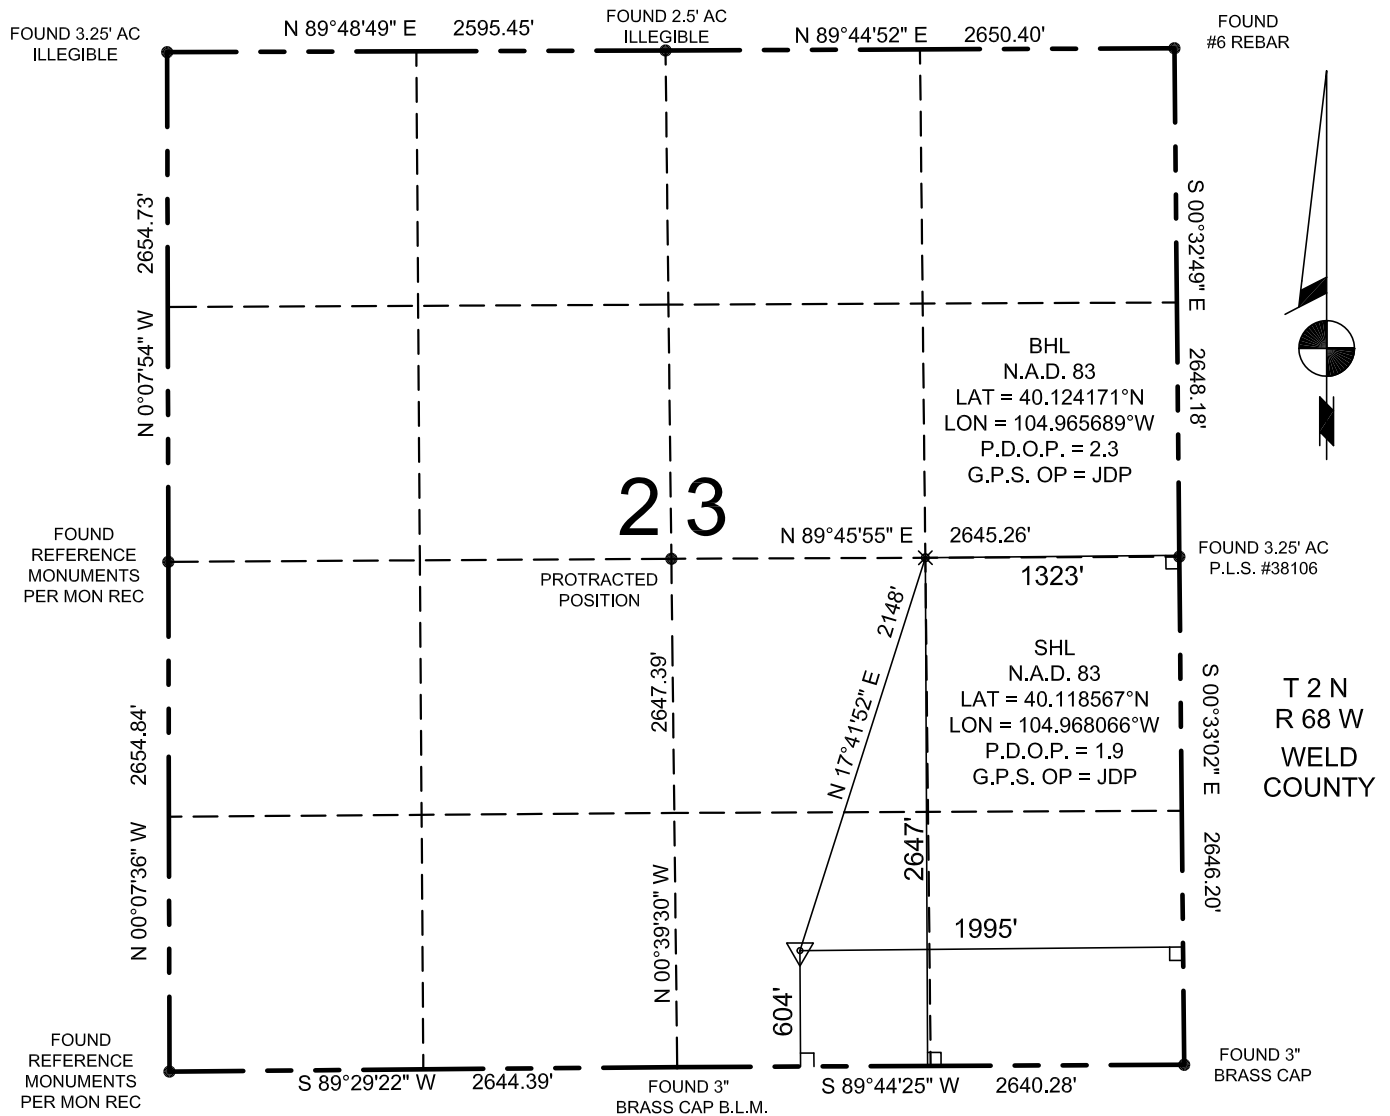 FOUND 3.25' AC
ILLEGIBLE
N 89°48'49" E 2595.45'
FOUND 2.5' AC
ILLEGIBLE
N 89°44'52" E 2650.40'
FOUND
#6 REBAR
N 0°07'54" W 2654.73'
S 00°32'49" E 2648.18'
BHL
N.A.D. 83
LAT = 40.124171°N
LON = 104.965689°W
P.D.O.P. = 2.3
G.P.S. OP = JDP
23
FOUND
REFERENCE
MONUMENTS
PER MON REC
PROTRACTED
POSITION
N 89°45'55" E 2645.26'
1323'
FOUND 3.25' AC
P.L.S. #38106
N 17°41'52" E 2148'
SHL
N.A.D. 83
LAT = 40.118567°N
LON = 104.968066°W
P.D.O.P. = 1.9
G.P.S. OP = JDP
T 2 N
R 68 W
WELD
COUNTY
N 00°07'36" W 2654.84'
N 00°39'30" W 2647.39'
2647'
S 00°33'02" E 2646.20'
1995'
604'
FOUND
REFERENCE
MONUMENTS
PER MON REC
S 89°29'22" W 2644.39'
FOUND 3"
BRASS CAP B.L.M.
S 89°44'25" W 2640.28'
FOUND 3"
BRASS CAP